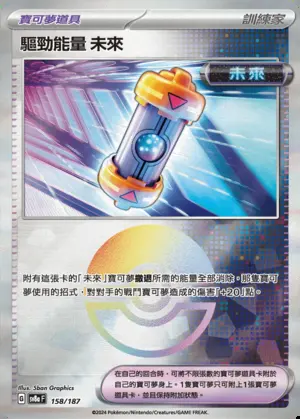 寶可夢道具
訓練家
驅勁能量 未來
未來
附有這張卡的「未來」寶可夢撤退所需的能量全部消除,那隻寶可
夢使用的招式,對對手的戰鬥寶可夢造成的傷害「+20」點。
Illus. 5ban Graphics
G sv8a F 158/187
在自己的回合時,可將不限張數的寶可夢道具卡附於
自己的寶可夢身上。1隻寶可夢只可附上1張寶可夢道具
卡,並且保持附加狀態。
©2024 Pokémon/Nintendo/Creatures/GAME FREAK.